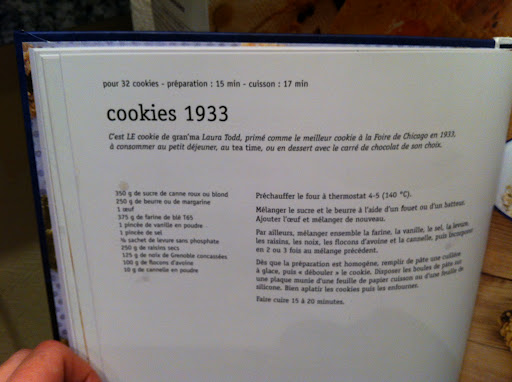 pour 32 cookies - préparation : 15 min - cuisson : 17 min
cookies 1933
C'est LE cookie de gran'ma Laura Todd, primé comme le meilleur cookie à la Foire de Chicago en 1933,
à consommer au petit déjeuner, au tea time, ou en dessert avec le carré de chocolat de son choix.
350 g de sucre de canne roux ou blond
250 g de beurre ou de margarine
1 œuf
375 g de farine de blé T65
1 pincée de vanille en poudre
1 pincée de sel
½ sachet de levure sans phosphate
250 g de raisins secs
125 g de noix de Grenoble concassées
100 g de flocons d'avoine
10 g de cannelle en poudre
Préchauffer le four à thermostat 4-5 (140 °C).
Mélanger le sucre et le beurre à l'aide d'un fouet ou d'un batteur.
Ajouter l'œuf et mélanger de nouveau.
Par ailleurs, mélanger ensemble la farine, la vanille, le sel, la levure,
les raisins, les noix, les flocons d'avoine et la cannelle, puis incorporer
en 2 ou 3 fois au mélange précédent.
Dès que la préparation est homogène, remplir de pâte une cuillère
à glace, puis « débouler » le cookie. Disposer les boules de pâte sur
une plaque munie d'une feuille de papier cuisson ou d'une feuille de
silicone. Bien aplatir les cookies puis les enfourner.
Faire cuire 15 à 20 minutes.